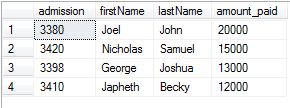 admission firstName lastName amount_paid
1 3380 Joel John 20000
2 3420 Nicholas Samuel 15000
3 3398 George Joshua 13000
4 3410 Japheth Becky 12000